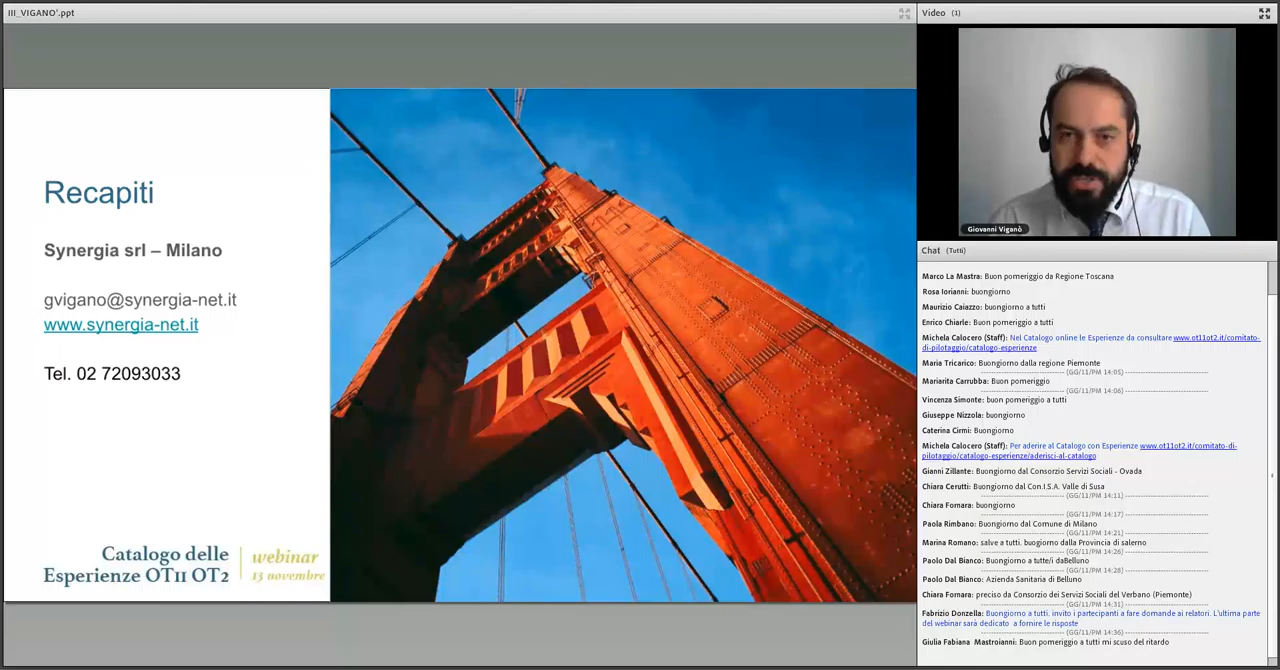 III_VIGANO'.ppt
Recapiti
Synergia srl – Milano
gvigano@synergia-net.it
www.synergia-net.it
Tel. 02 72093033
Catalogo delle
Esperienze OT11 OT2
webinar
13 novembre
Video (1)
Giovanni Viganò
Chat (Tutti)
Marco La Mastra: Buon pomeriggio da Regione Toscana
Rosa Iorianni: buongiorno
Maurizio Caiazzo: buongiorno a tutti
Enrico Chiarle: Buon pomeriggio a tutti
Michela Calocero (Staff): Nel Catalogo online le Esperienze da consultare www.ot11ot2.it/comitato-
di-pilotaggio/catalogo-esperienze
Maria Tricarico: Buongiorno dalla regione Piemonte
(GG/11/PM 14:05)
Mariarita Carrubba: Buon pomeriggio
(GG/11/PM 14:06)
Vincenza Simonte: buon pomeriggio a tutti
Giuseppe Nizzola: buongiorno
Caterina Cirmi: Buongiorno
Michela Calocero (Staff): Per aderire al Catalogo con Esperienze www.ot11ot2.it/comitato-di-
pilotaggio/catalogo-esperienze/aderisci-al-catalogo
Gianni Zillante: Buongiorno dal Consorzio Servizi Sociali - Ovada
Chiara Cerutti: Buongiorno dal Con.I.S.A. Valle di Susa
(GG/11/PM 14:11)
Chiara Fornara: buongiorno
(GG/11/PM 14:17)
Paola Rimbano: Buongiorno dal Comune di Milano
(GG/11/PM 14:21)
Marina Romano: salve a tutti. buogiorno dalla Provincia di salerno
(GG/11/PM 14:26)
Paolo Dal Bianco: Buongiorno a tutte/i daBelluno
(GG/11/PM 14:28)
Paolo Dal Bianco: Azienda Sanitaria di Belluno
Chiara Fornara: preciso da Consorzio dei Servizi Sociali del Verbano (Piemonte)
(GG/11/PM 14:31)
Fabrizio Donzella: Buongiorno a tutti. invito i partecipanti a fare domande ai relatori. L'ultima parte
del webinar sarà dedicato a fornire le risposte
(GG/11/PM 14:36)
Giulia Fabiana Mastroianni: Buon pomeriggio a tutti mi scuso del ritardo